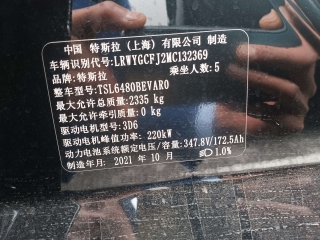 中国 特斯拉（上海）有限公司 制造
车辆识别代号: LRWYGCFJ2MC132369
品牌: 特斯拉 乘坐人数: 5
整车型号: TSL6480BEVAR0
最大允许总质量: 2335 kg
最大允许牵引质量: 0 kg
驱动电机型号: 3D6
驱动电机峰值功率: 220kW
动力电池系统额定电压/容量: 347.8V/172.5Ah
制造年月: 2021 年 10 月 1.0%